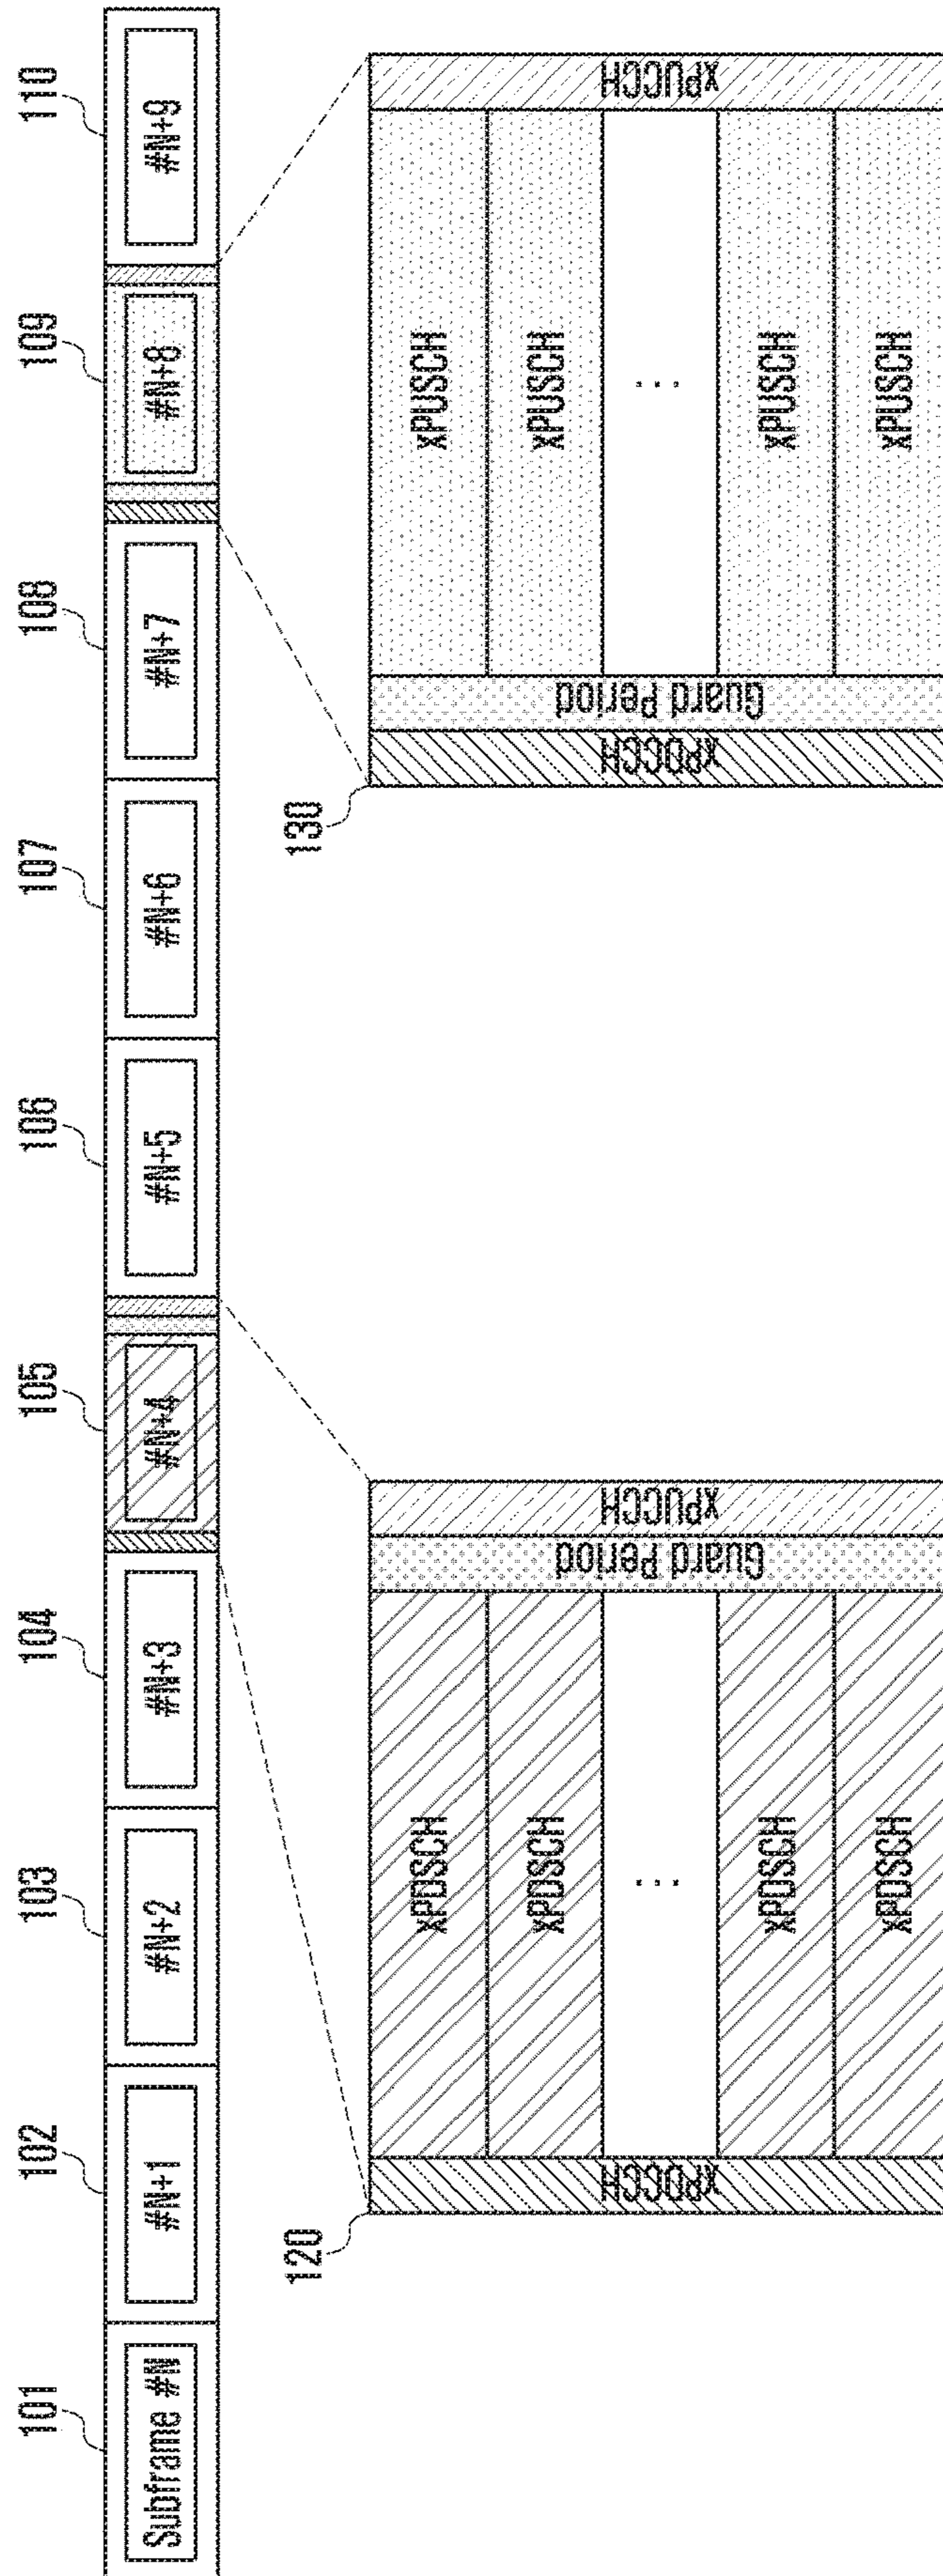 101 102 103 104 105 106 107 108 109 110
Subframe #N #N+1 #N+2 #N+3 #N+4 #N+5 #N+6 #N+7 #N+8 #N+9
120
xPDCCH
xPDSCH
xPDSCH
...
xPDSCH
xPDSCH
Guard Period
xPUCCH
130
xPDCCH
Guard Period
xPUSCH
xPUSCH
...
xPUSCH
xPUSCH
xPUCCH